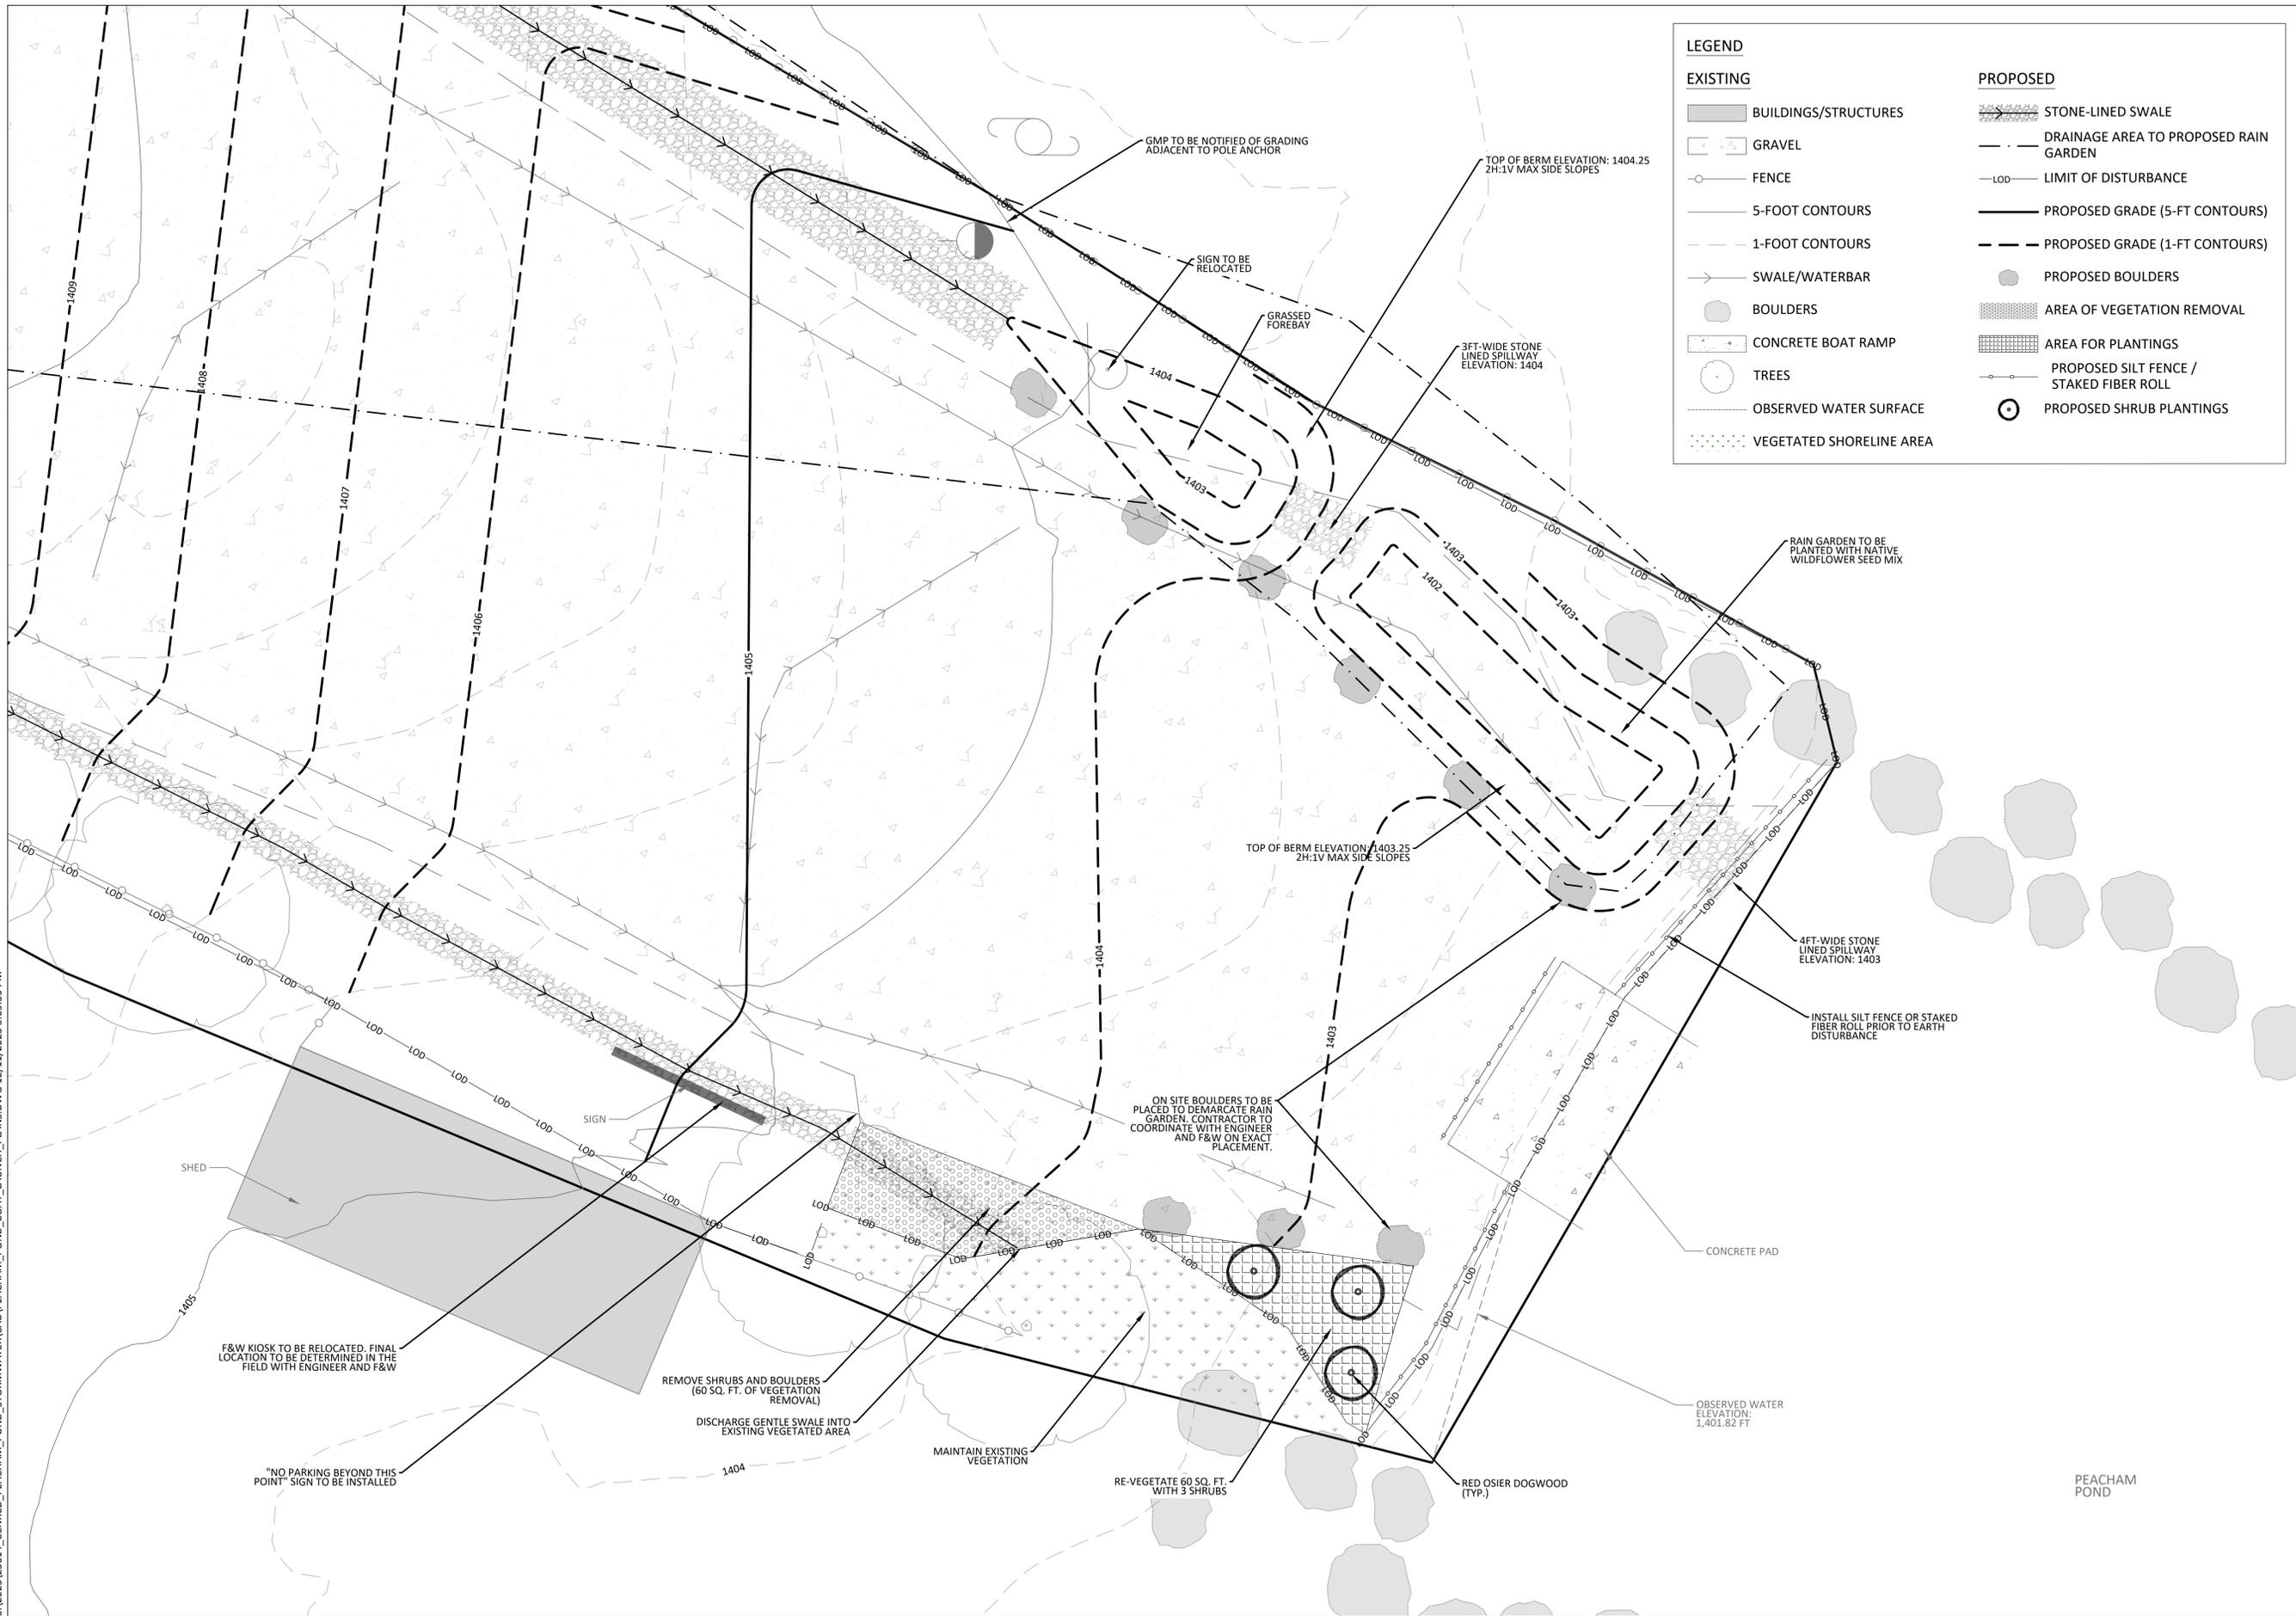 LEGEND
EXISTING
BUILDINGS/STRUCTURES
GRAVEL
FENCE
5-FOOT CONTOURS
1-FOOT CONTOURS
SWALE/WATERBAR
BOULDERS
CONCRETE BOAT RAMP
TREES
OBSERVED WATER SURFACE
VEGETATED SHORELINE AREA
PROPOSED
STONE-LINED SWALE
DRAINAGE AREA TO PROPOSED RAIN
GARDEN
LOD
LIMIT OF DISTURBANCE
PROPOSED GRADE (5-FT CONTOURS)
PROPOSED GRADE (1-FT CONTOURS)
PROPOSED BOULDERS
AREA OF VEGETATION REMOVAL
AREA FOR PLANTINGS
PROPOSED SILT FENCE /
STAKED FIBER ROLL
PROPOSED SHRUB PLANTINGS
GMP TO BE NOTIFIED OF GRADING
ADJACENT TO POLE ANCHOR
TOP OF BERM ELEVATION: 1404.25
2H:1V MAX SIDE SLOPES
SIGN TO BE
RELOCATED
GRASSED
FOREBAY
3FT-WIDE STONE
LINED SPILLWAY
ELEVATION: 1404
1409
1408
1407
1406
1405
1404
1403
1403
1402
1403
RAIN GARDEN TO BE
PLANTED WITH NATIVE
WILDFLOWER SEED MIX
TOP OF BERM ELEVATION: 1403.25
2H:1V MAX SIDE SLOPES
4FT-WIDE STONE
LINED SPILLWAY
ELEVATION: 1403
1404
1403
INSTALL SILT FENCE OR STAKED
FIBER ROLL PRIOR TO EARTH
DISTURBANCE
ON SITE BOULDERS TO BE
PLACED TO DEMARCATE RAIN
GARDEN. CONTRACTOR TO
COORDINATE WITH ENGINEER
AND F&W ON EXACT
PLACEMENT.
SIGN
SHED
CONCRETE PAD
1405
F&W KIOSK TO BE RELOCATED. FINAL
LOCATION TO BE DETERMINED IN THE
FIELD WITH ENGINEER AND F&W
REMOVE SHRUBS AND BOULDERS
(60 SQ. FT. OF VEGETATION
REMOVAL)
DISCHARGE GENTLE SWALE INTO
EXISTING VEGETATED AREA
OBSERVED WATER
ELEVATION:
1,401.82 FT
MAINTAIN EXISTING
VEGETATION
1404
"NO PARKING BEYOND THIS
POINT" SIGN TO BE INSTALLED
RE-VEGETATE 60 SQ. FT.
WITH 3 SHRUBS
RED OSIER DOGWOOD
(TYP.)
PEACHAM
POND